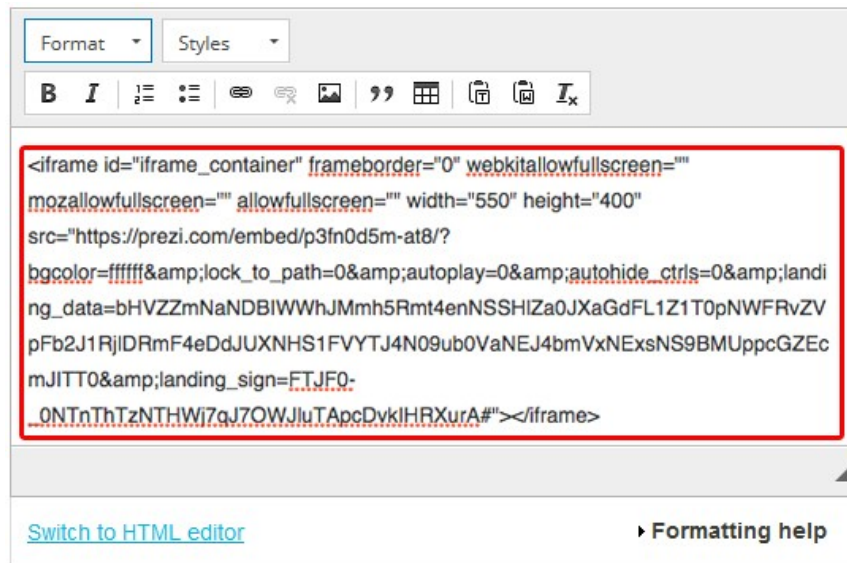 Format
Styles
B I
<iframe id="iframe_container" frameborder="0" webkitallowfullscreen=""
mozallowfullscreen="" allowfullscreen="" width="550" height="400"
src="https://prezi.com/embed/p3fn0d5m-at8/?
bgcolor=ffffff&amp;lock_to_path=0&amp;autoplay=0&amp;autohide_ctrls=0&amp;landi
ng_data=bHVZZmNaNDBIWWhJMmh5Rmt4enNSSHlZa0JXaGdFL1Z1T0pNWFRvZV
pFb2J1RjlDRmF4eDdJUXNHS1FVYTJ4N09ub0VaNEJ4bmVxNExsNS9BMUppcGZEc
mJITT0&amp;landing_sign=FTJF0-
_0NTnThTzNTHWj7qJ7OWJluTApcDvklHRXurA#"></iframe>
Switch to HTML editor
Formatting help